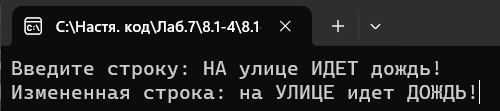 C:\Настя. код\Лаб.7\8.1-4\8.1
Введите строку: НА улице ИДЕТ дождь!
Измененная строка: на УЛИЦЕ идет ДОЖДЬ!